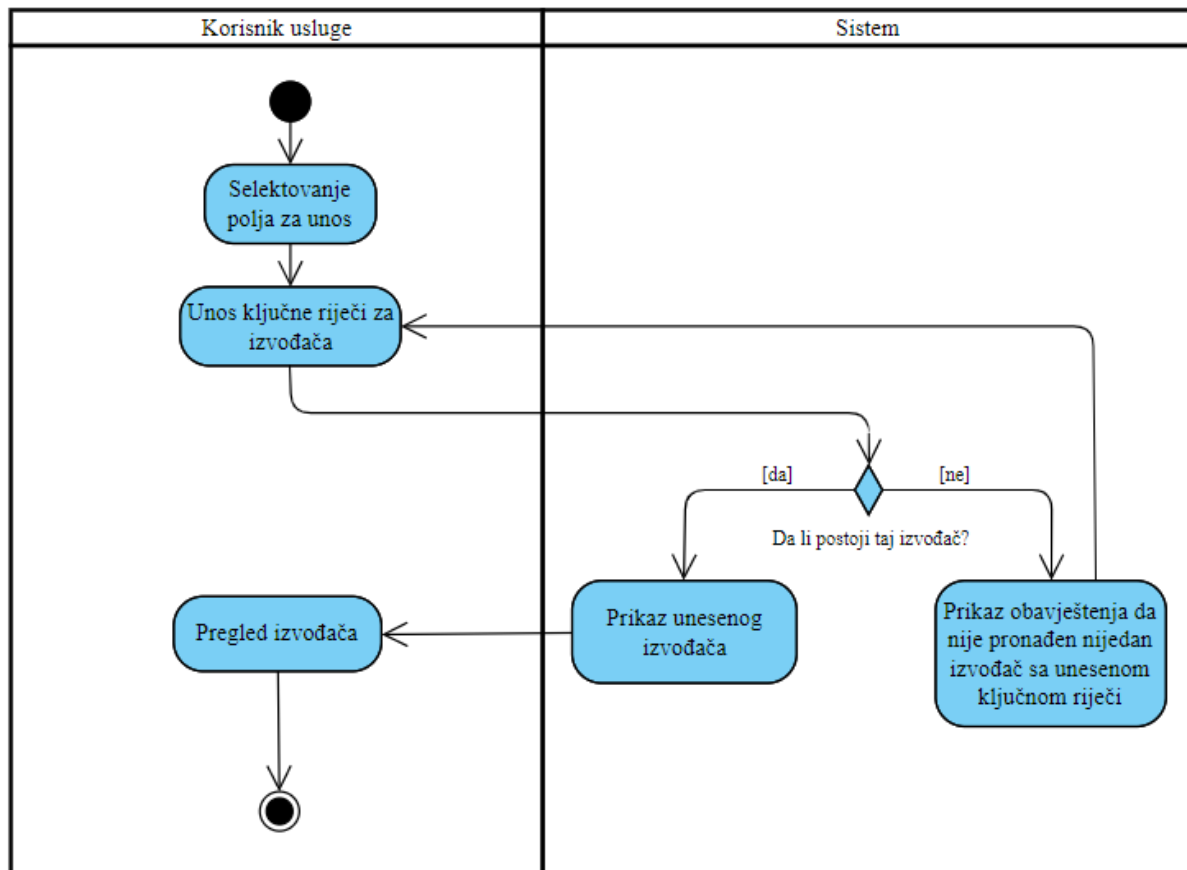 Korisnik usluge
Sistem
Selektovanje
polja za unos
Unos ključne riječi za
izvođača
[da]
[ne]
Da li postoji taj izvođač?
Prikaz unesenog
izvođača
Prikaz obavještenja da
nije pronađen nijedan
izvođač sa unesenom
ključnom riječi
Pregled izvođača